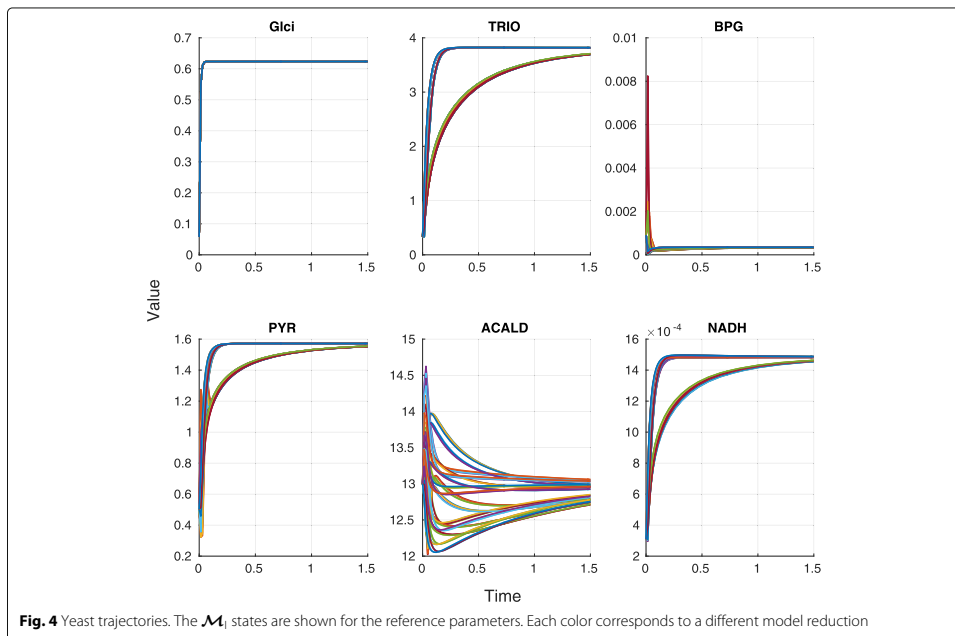 Glci
TRIO
BPG
0.7
0.6
0.5
0.4
0.3
0.2
0.1
0
0 0.5 1 1.5
4
3
2
1
0
0 0.5 1 1.5
0.01
0.008
0.006
0.004
0.002
0
0 0.5 1 1.5
Value
PYR
ACALD
NADH
1.6
1.4
1.2
1
0.8
0.6
0.4
0.2
0 0.5 1 1.5
15
14.5
14
13.5
13
12.5
12
0 0.5 1 1.5
×10⁻⁴
16
14
12
10
8
6
4
2
0 0.5 1 1.5
Time
Fig. 4 Yeast trajectories. The 𝓜ₗ states are shown for the reference parameters. Each color corresponds to a different model reduction